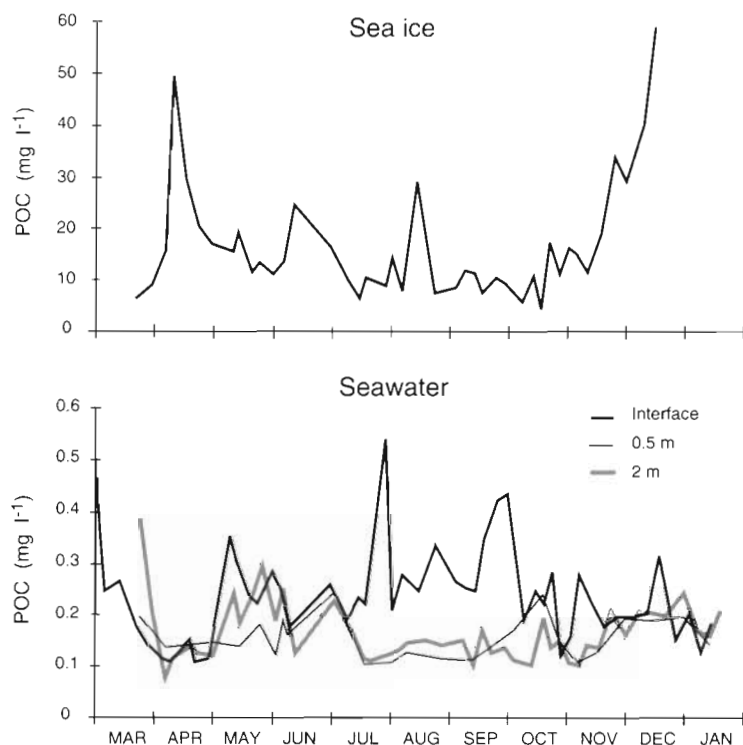 Sea ice
POC (mg l-1)
60
50
40
30
20
10
0
Seawater
POC (mg l-1)
0.6
0.5
0.4
0.3
0.2
0.1
0
Interface
0.5 m
2 m
MAR APR MAY JUN JUL AUG SEP OCT NOV DEC JAN